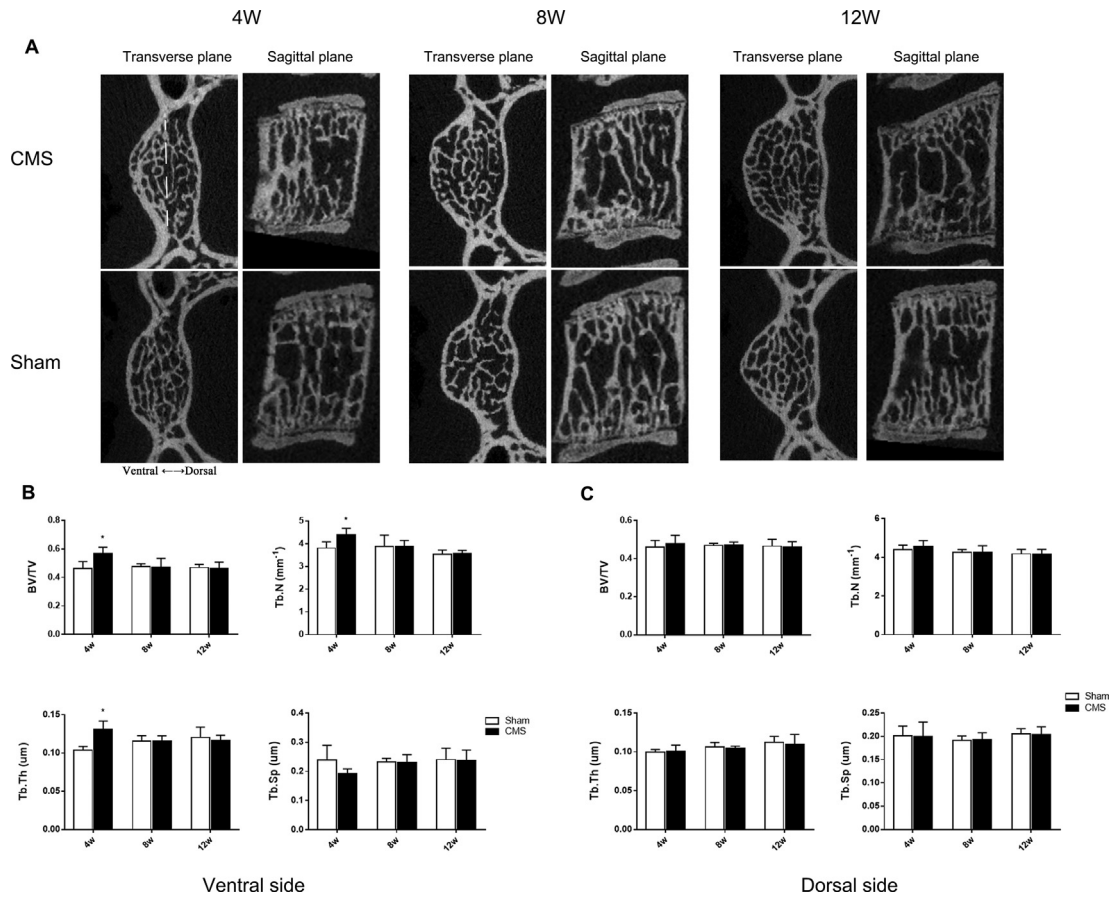 4W 8W 12W
A
Transverse plane Sagittal plane Transverse plane Sagittal plane Transverse plane Sagittal plane
CMS
Sham
Ventral ←→Dorsal
B C
0.8 0.6 0.4 0.2 0.0 BV/TV * 4w 8w 12w
5 4 3 2 1 0 Tb.N (mm⁻¹) * 4w 8w 12w
0.6 0.4 0.2 0.0 BV/TV 4w 8w 12w
6 4 2 0 Tb.N (mm⁻¹) 4w 8w 12w
0.15 0.10 0.05 0.00 Tb.Th (um) * 4w 8w 12w
0.4 0.3 0.2 0.1 0.0 Tb.Sp (um) 4w 8w 12w
Sham
CMS
0.15 0.10 0.05 0.00 Tb.Th (um) 4w 8w 12w
0.25 0.20 0.15 0.10 0.05 0.00 Tb.Sp (um) 4w 8w 12w
Sham
CMS
Ventral side Dorsal side